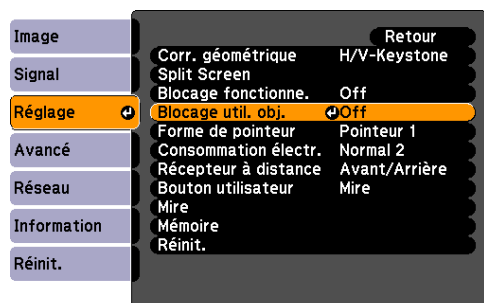 Image
Signal
Réglage
Avancé
Réseau
Information
Réinit.
Retour
Corr. géométrique H/V-Keystone
Split Screen
Blocage fonctionne. Off
Blocage util. obj. Off
Forme de pointeur Pointeur 1
Consommation électr. Normal 2
Récepteur à distance Avant/Arrière
Bouton utilisateur Mire
Mire
Mémoire
Réinit.